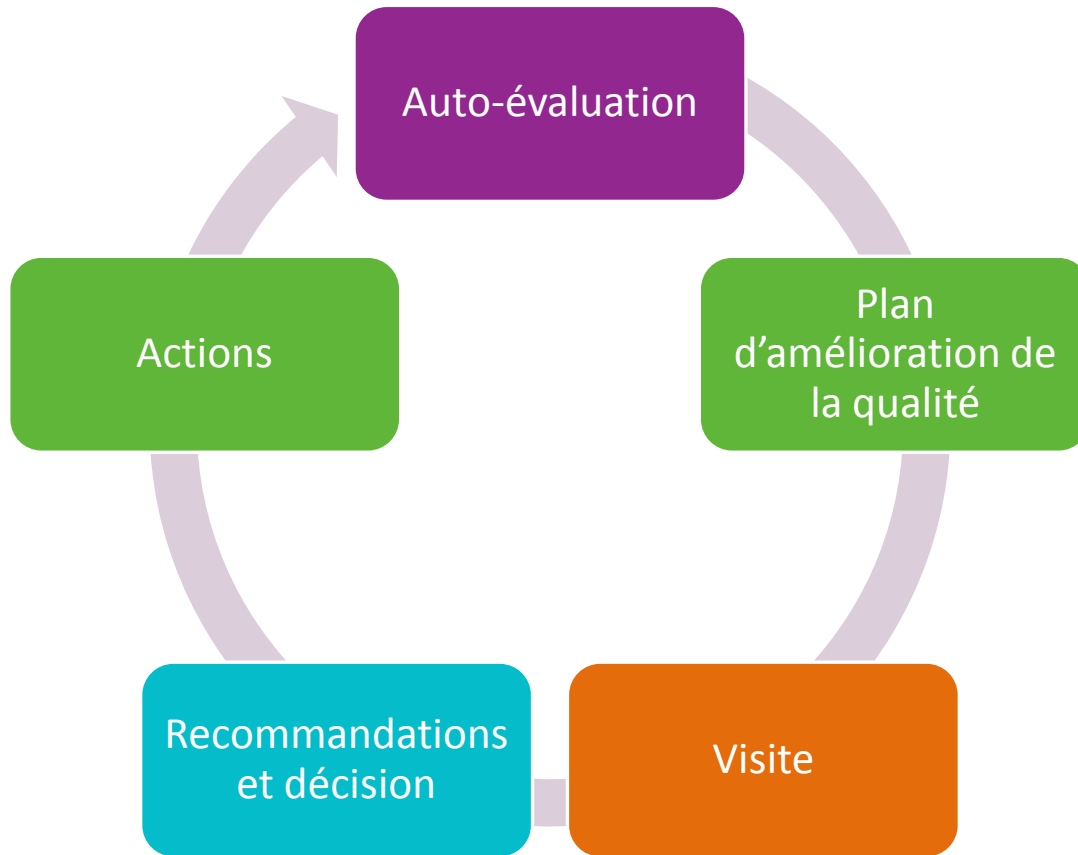 Auto-évaluation
Plan
d’amélioration de
la qualité
Visite
Recommandations
et décision
Actions